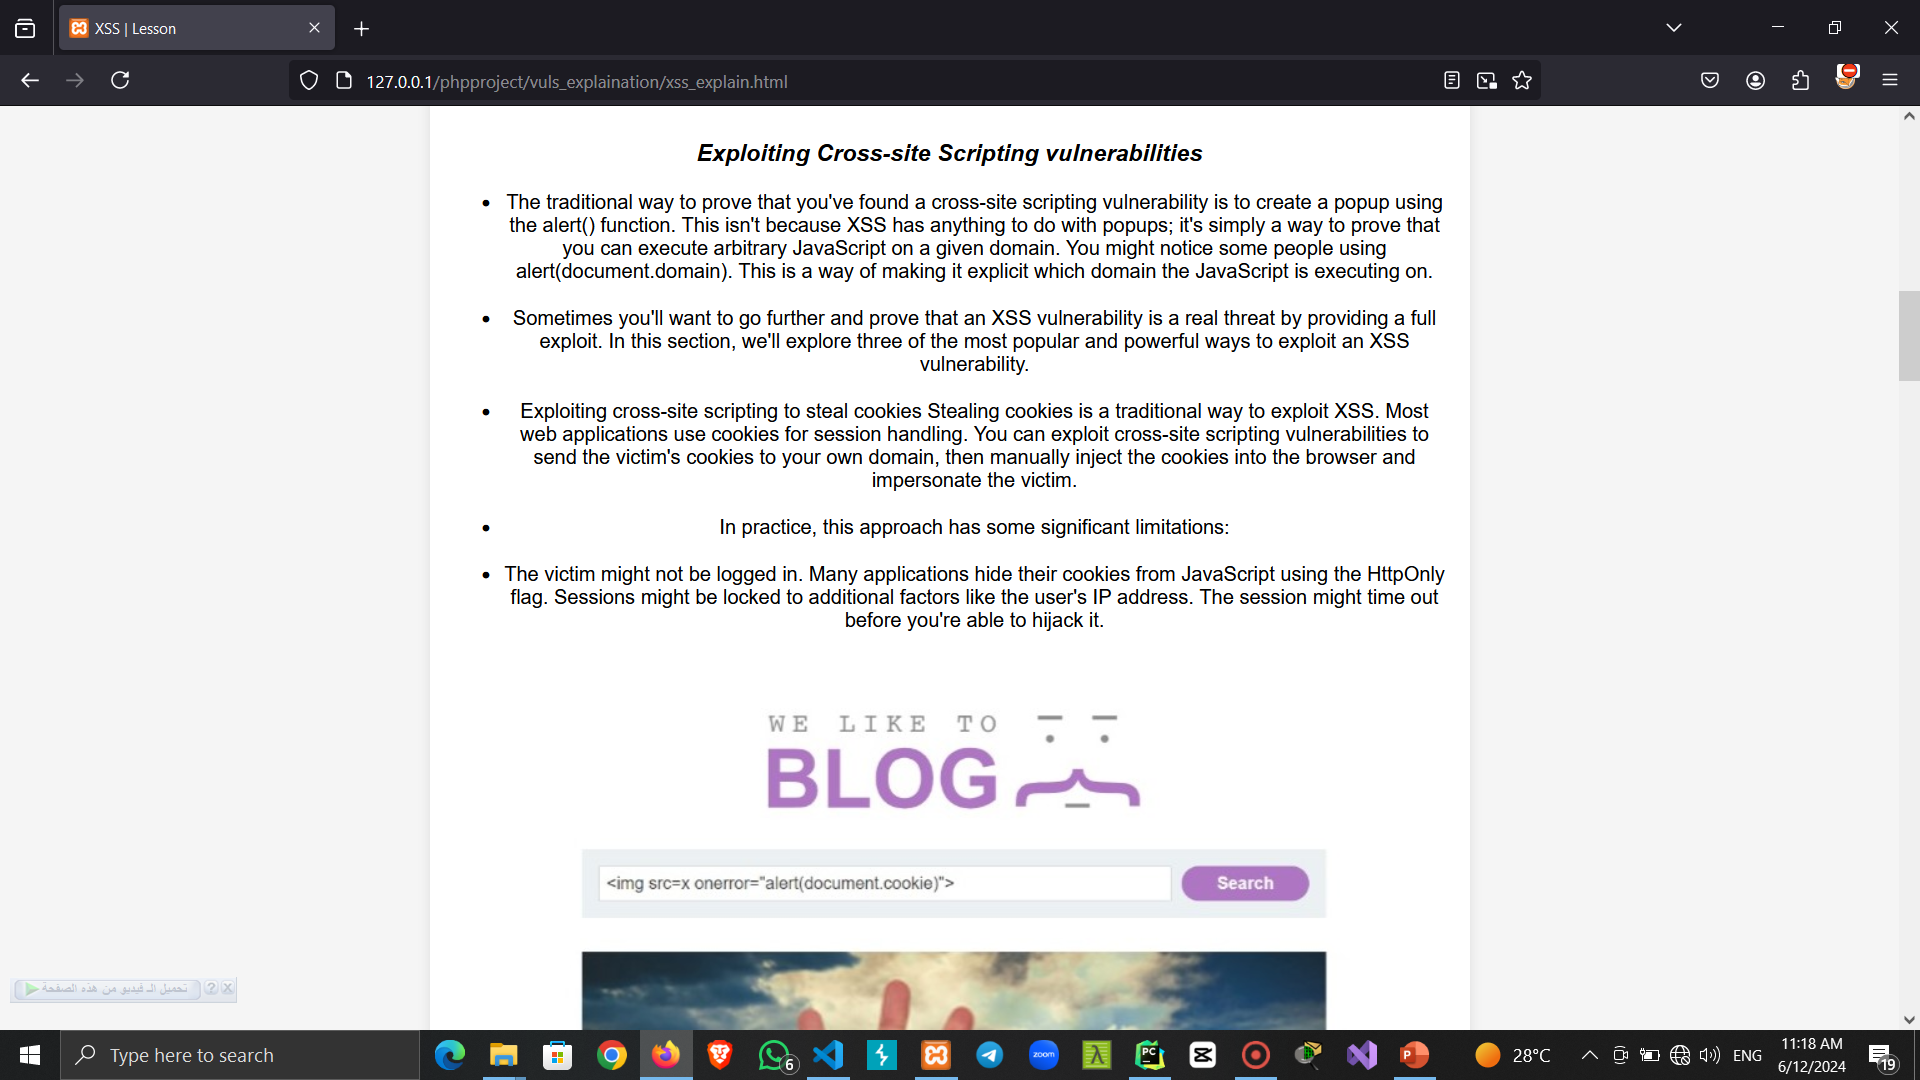 XSS | Lesson
127.0.0.1/phpproject/vuls_explaination/xss_explain.html
Exploiting Cross-site Scripting vulnerabilities
The traditional way to prove that you've found a cross-site scripting vulnerability is to create a popup using
the alert() function. This isn't because XSS has anything to do with popups; it's simply a way to prove that
you can execute arbitrary JavaScript on a given domain. You might notice some people using
alert(document.domain). This is a way of making it explicit which domain the JavaScript is executing on.
Sometimes you'll want to go further and prove that an XSS vulnerability is a real threat by providing a full
exploit. In this section, we'll explore three of the most popular and powerful ways to exploit an XSS
vulnerability.
Exploiting cross-site scripting to steal cookies Stealing cookies is a traditional way to exploit XSS. Most
web applications use cookies for session handling. You can exploit cross-site scripting vulnerabilities to
send the victim's cookies to your own domain, then manually inject the cookies into the browser and
impersonate the victim.
In practice, this approach has some significant limitations:
The victim might not be logged in. Many applications hide their cookies from JavaScript using the HttpOnly
flag. Sessions might be locked to additional factors like the user's IP address. The session might time out
before you're able to hijack it.
WE LIKE TO
BLOG
<img src=x onerror="alert(document.cookie)">
Search
تحميل الـ فيديو من هذه الصفحة
?
Type here to search
6
zoom
PC
P
28°C
ENG
11:18 AM
6/12/2024
19